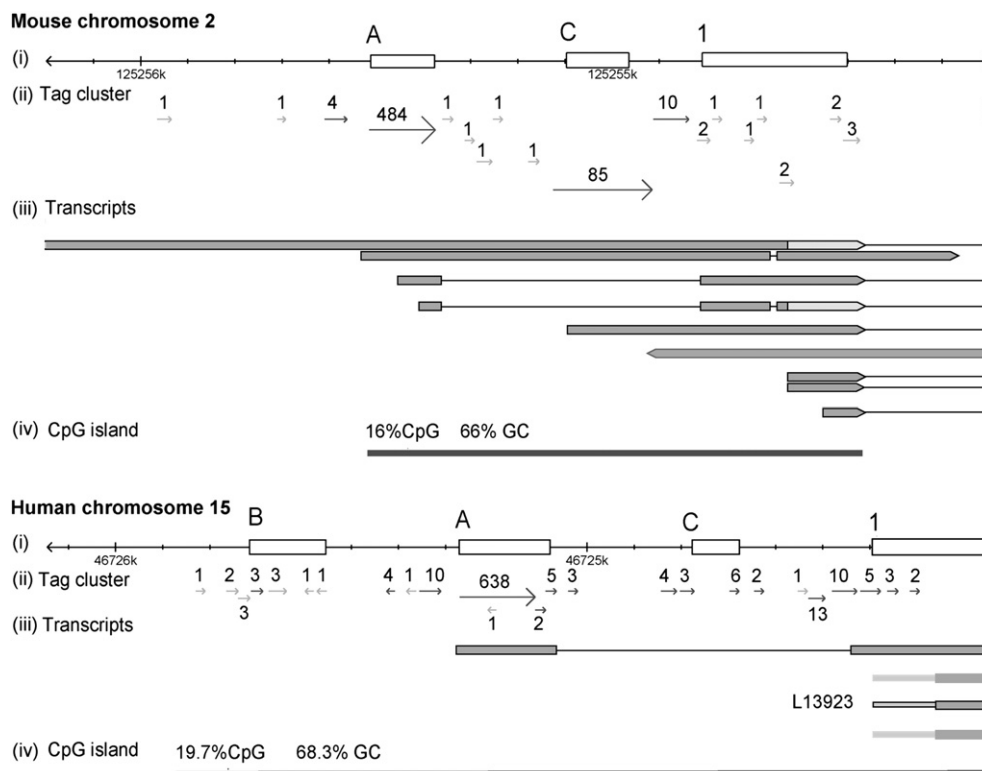 Mouse chromosome 2
A C 1
(i)
125256k 125255k
(ii) Tag cluster
1 1 4 484 1 1 10 1 1 2
1 2 1 3
1 1
85 2
(iii) Transcripts
(iv) CpG island 16%CpG 66% GC
Human chromosome 15
B A C 1
(i)
46726k 46725k
(ii) Tag cluster 1 2 3 3 1 1 4 1 10 638 5 3 4 3 6 2 1 10 5 3 2
3 1 2 13
(iii) Transcripts
L13923
(iv) CpG island 19.7%CpG 68.3% GC